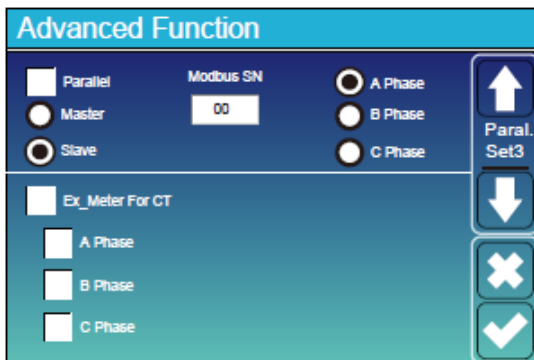 Advanced Function
Parallel
Modbus SN
A Phase
Master
00
B Phase
Slave
C Phase
Paral.
Set3
Ex_Meter For CT
A Phase
B Phase
C Phase